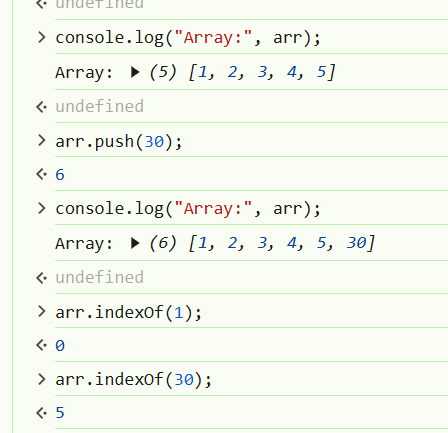 undefined
console.log("Array:", arr);
Array: (5) [1, 2, 3, 4, 5]
undefined
arr.push(30);
6
console.log("Array:", arr);
Array: (6) [1, 2, 3, 4, 5, 30]
undefined
arr.indexOf(1);
0
arr.indexOf(30);
5